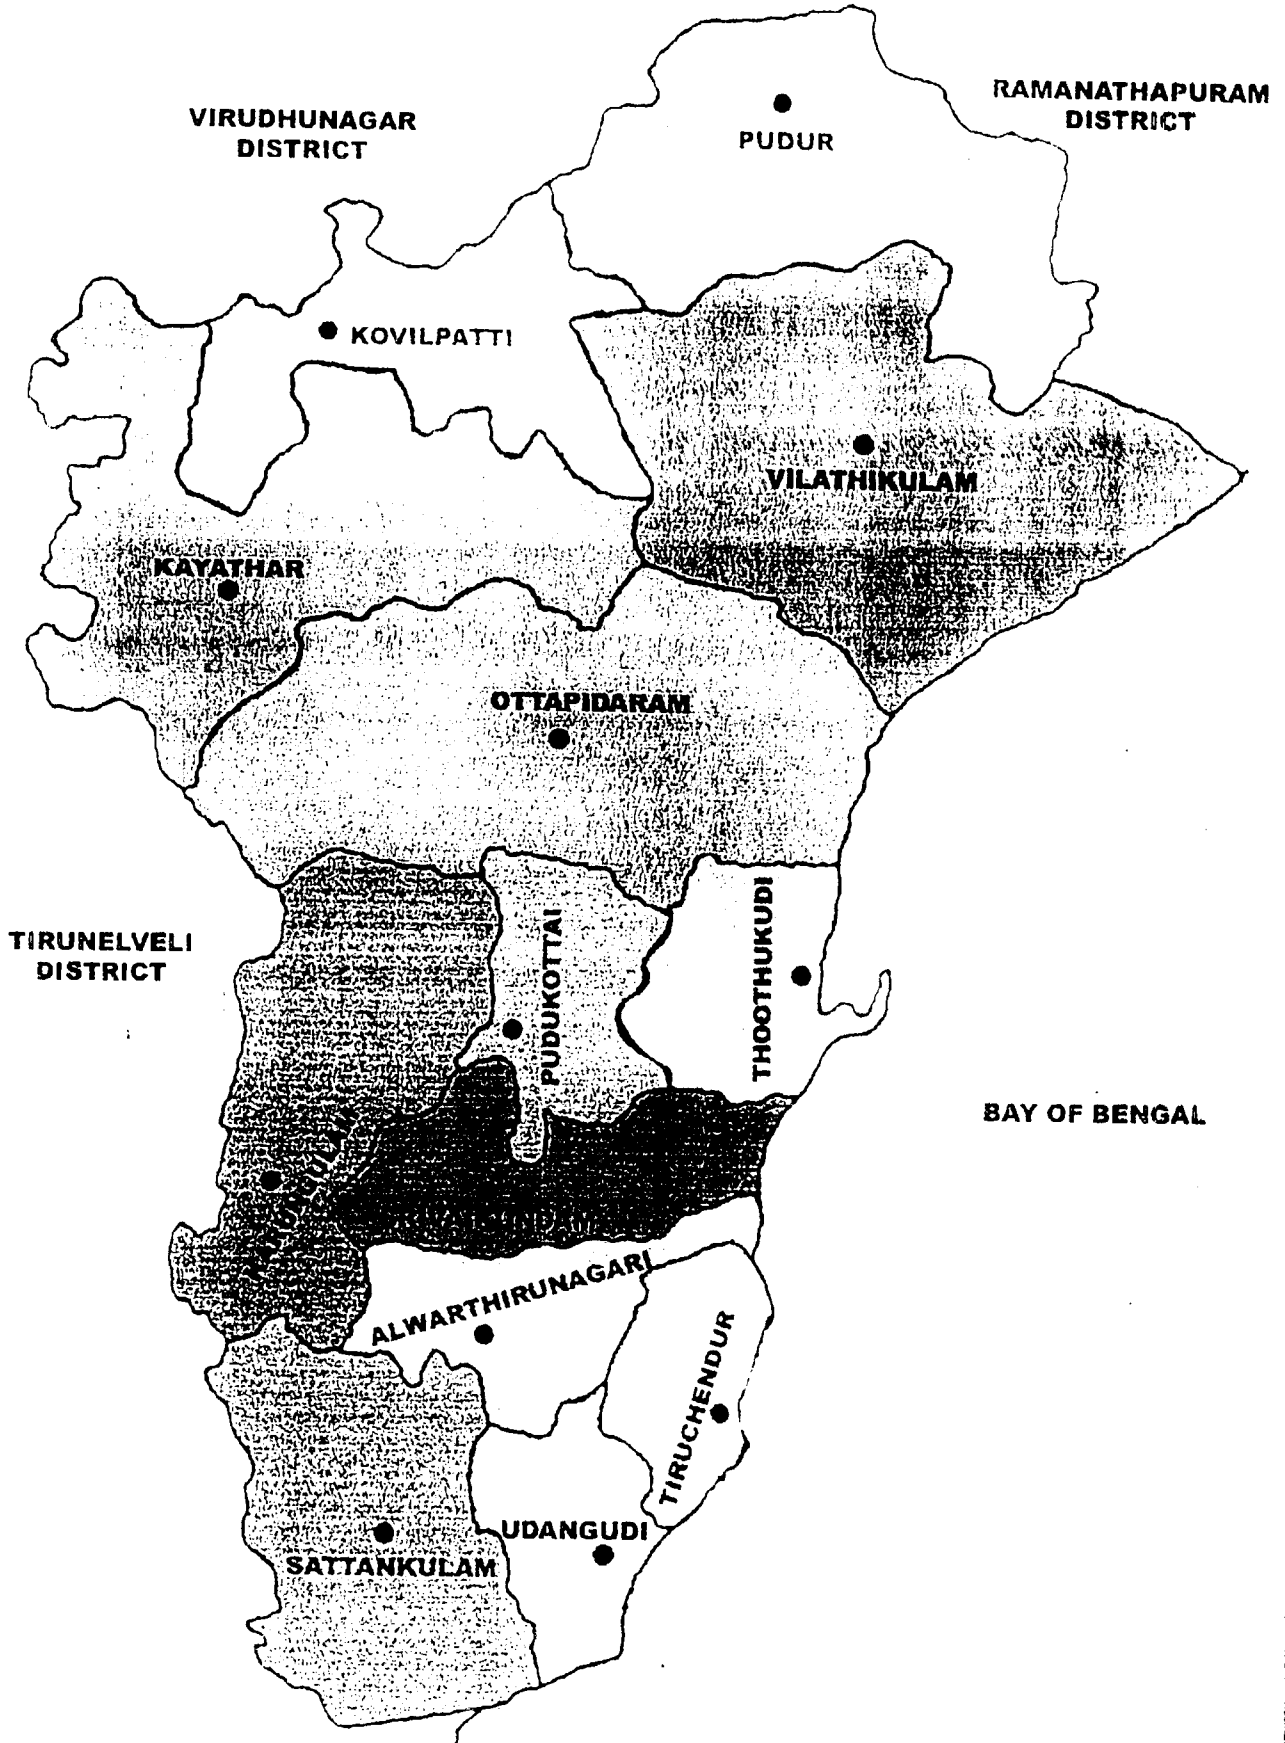 RAMANATHAPURAM
DISTRICT
VIRUDHUNAGAR
DISTRICT
PUDUR
KOVILPATTI
VILATHIKULAM
KAYATHAR
OTTAPIDARAM
TIRUNELVELI
DISTRICT
PUDUKOTTAI
THOOTHUKUDI
BAY OF BENGAL
ALWARTHIRUNAGARI
TIRUCHENDUR
UDANGUDI
SATTANKULAM